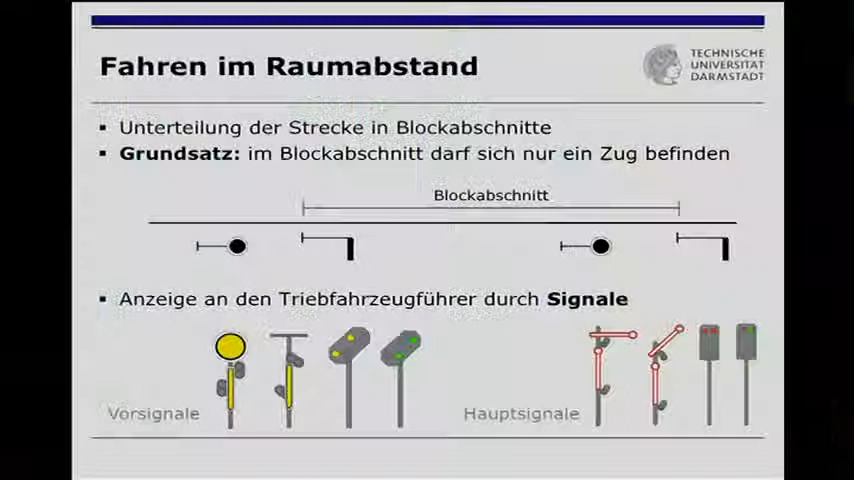 Fahren im Raumabstand
TECHNISCHE
UNIVERSITÄT
DARMSTADT
Unterteilung der Strecke in Blockabschnitte
Grundsatz: im Blockabschnitt darf sich nur ein Zug befinden
Blockabschnitt
Anzeige an den Triebfahrzeugführer durch Signale
Vorsignale
Hauptsignale